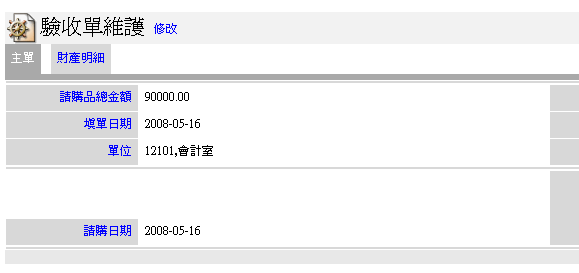 驗收單維護 修改
主單 財產明細
請購品總金額 90000.00
填單日期 2008-05-16
單位 12101,會計室
請購日期 2008-05-16